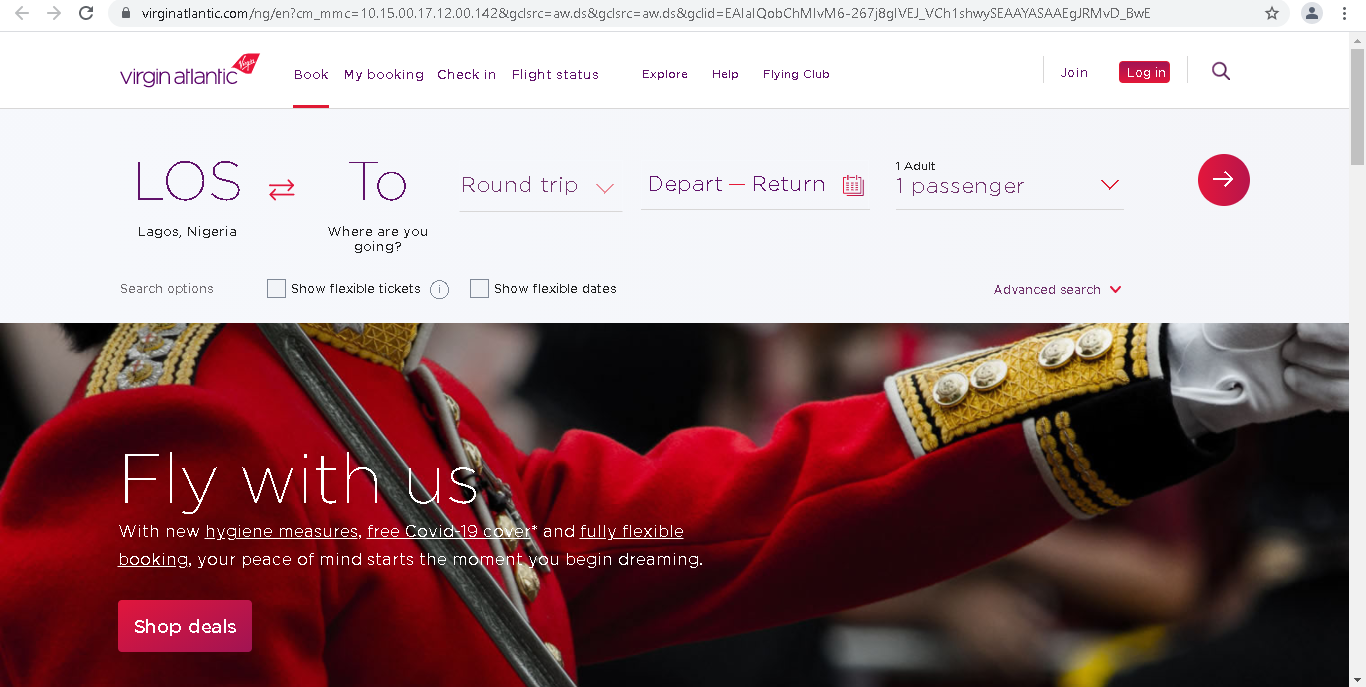 virginatlantic.com/ng/en?cm_mmc=10.15.00.17.12.00.142&gclsrc=aw.ds&gclsrc=aw.ds&gclid=EAIaIQobChMIvM6-267j8gIVEJ_VCh1shwySEAAYASAAEgJRMvD_BwE
virgin atlantic Virgin
Book My booking Check in Flight status Explore Help Flying Club Join Log in
1 Adult
LOS To Round trip Depart — Return 1 passenger
Lagos, Nigeria Where are you
going?
Search options Show flexible tickets i Show flexible dates Advanced search
Fly with us
With new hygiene measures, free Covid-19 cover* and fully flexible
booking, your peace of mind starts the moment you begin dreaming.
Shop deals